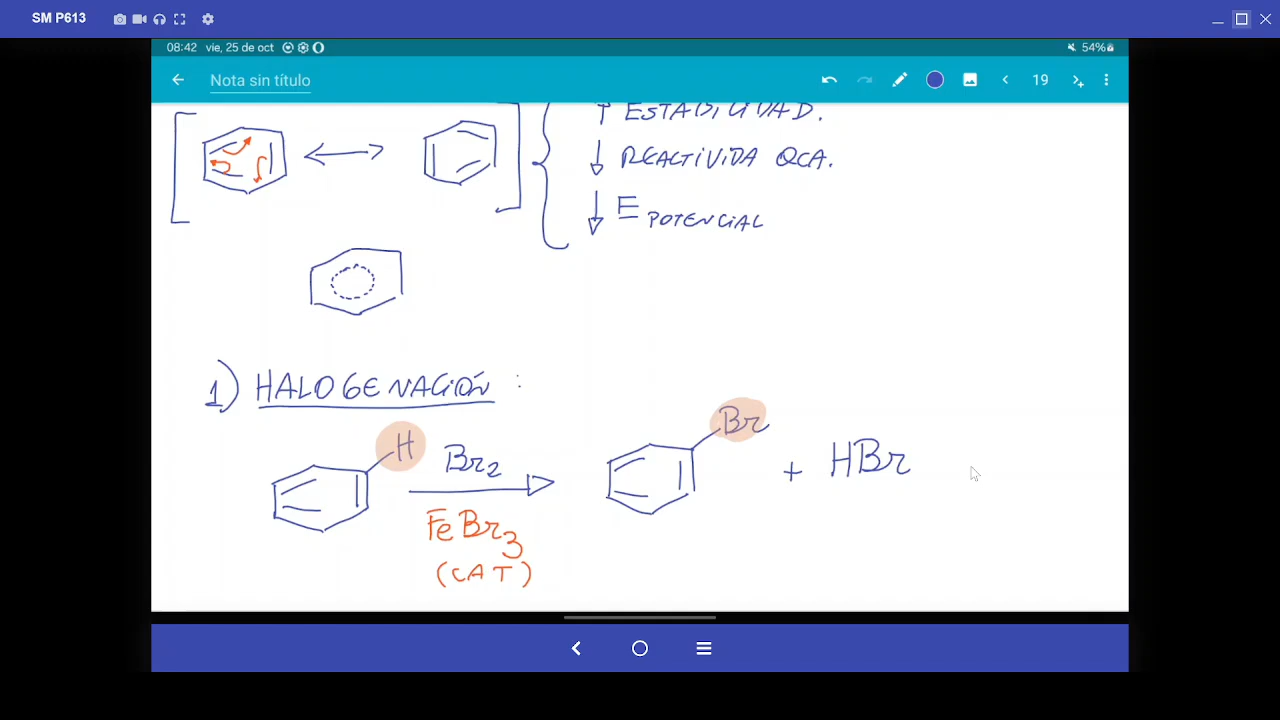 SM P613
08:42 vie, 25 de oct 54%
Nota sin título 19
↑ ESTABILIDAD.
↓ REACTIVIDA QCA.
↓ E POTENCIAL
1) HALOGENACIÓN :
H Br₂ Br + HBr
FeBr₃
(CAT)